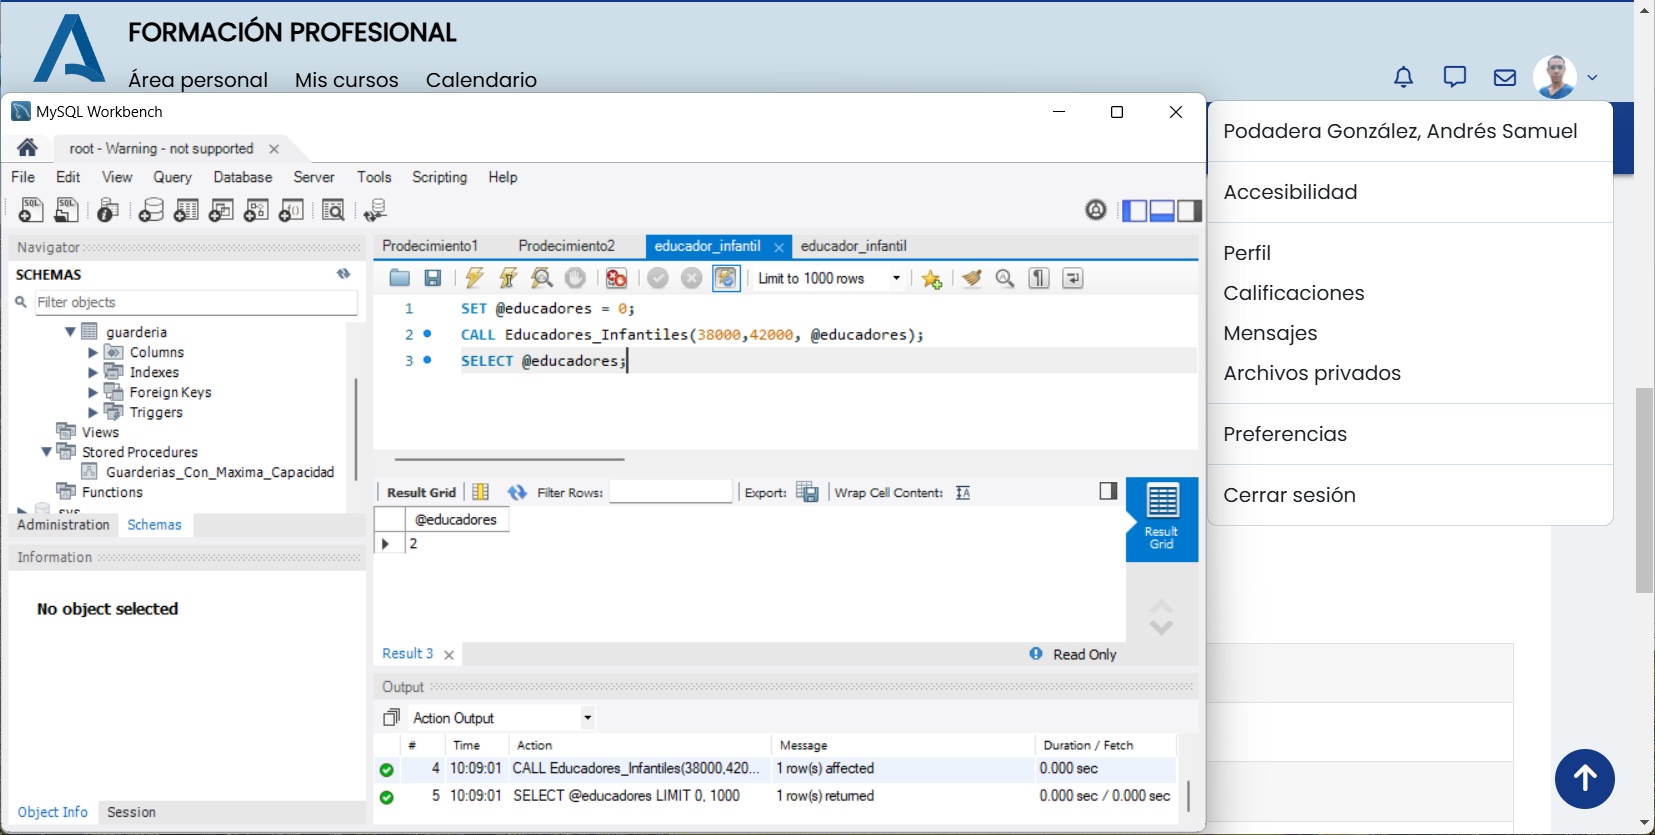 FORMACIÓN PROFESIONAL
Área personal Mis cursos Calendario
MySQL Workbench
root - Warning - not supported
File Edit View Query Database Server Tools Scripting Help
Navigator
SCHEMAS
Filter objects
guarderia
Columns
Indexes
Foreign Keys
Triggers
Views
Stored Procedures
Guarderias_Con_Maxima_Capacidad
Functions
sys
Administration Schemas
Information
No object selected
Object Info Session
Prodecimiento1 Prodecimiento2 educador_infantil educador_infantil
Limit to 1000 rows
1 SET @educadores = 0;
2 CALL Educadores_Infantiles(38000,42000, @educadores);
3 SELECT @educadores;
Result Grid Filter Rows: Export: Wrap Cell Content:
@educadores
2
Result Grid
Result 3 Read Only
Output
Action Output
# Time Action Message Duration / Fetch
4 10:09:01 CALL Educadores_Infantiles(38000,420... 1 row(s) affected 0.000 sec
5 10:09:01 SELECT @educadores LIMIT 0, 1000 1 row(s) returned 0.000 sec / 0.000 sec
Podadera González, Andrés Samuel
Accesibilidad
Perfil
Calificaciones
Mensajes
Archivos privados
Preferencias
Cerrar sesión